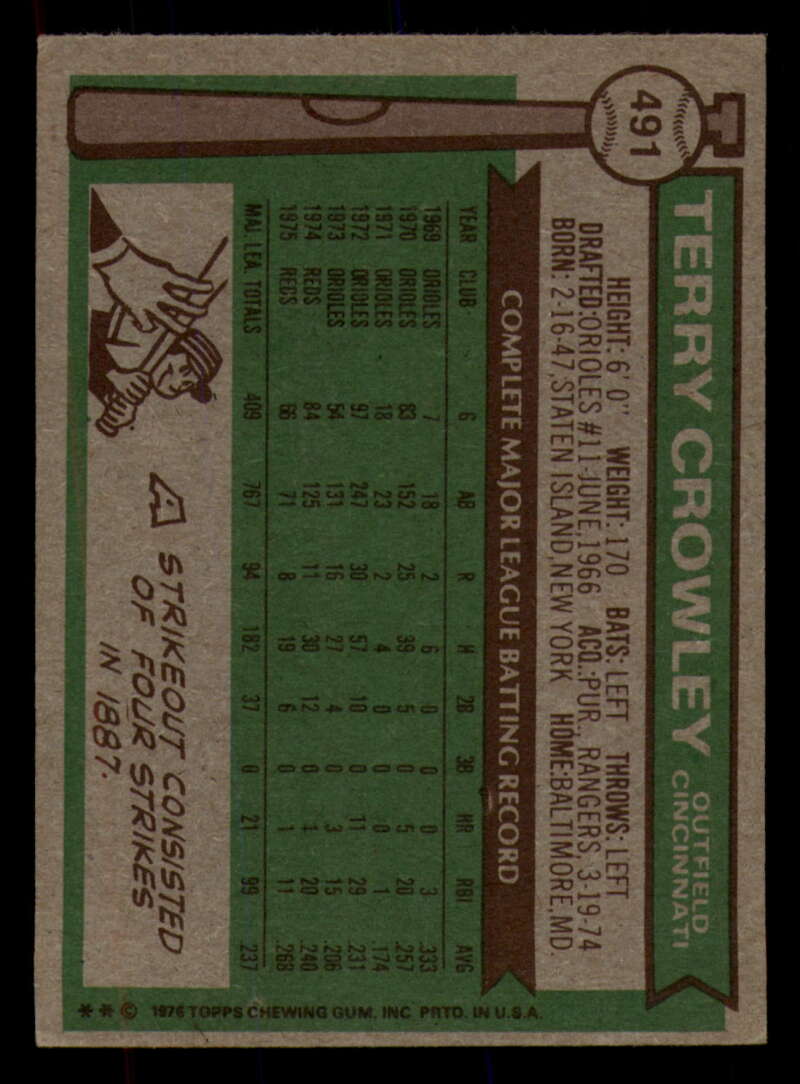 491
TERRY CROWLEY OUTFIELD
CINCINNATI
HEIGHT: 6' 0" WEIGHT: 170 BATS: LEFT THROWS: LEFT
DRAFTED: ORIOLES #11-JUNE, 1966 ACQ.: PUR., RANGERS, 3-19-74
BORN: 2-16-47, STATEN ISLAND, NEW YORK HOME: BALTIMORE, MD.
COMPLETE MAJOR LEAGUE BATTING RECORD
YEAR CLUB G AB R H 2B 3B HR RBI AVG
1969 ORIOLES 7 18 2 6 0 0 0 3 .333
1970 ORIOLES 83 152 25 39 5 0 5 20 .257
1971 ORIOLES 18 23 2 4 0 0 0 1 .174
1972 ORIOLES 97 247 30 57 10 0 11 29 .231
1973 ORIOLES 54 131 16 27 4 0 3 15 .206
1974 REDS 84 125 11 30 12 0 1 20 .240
1975 REDS 66 71 8 19 6 0 1 11 .268
MAJ. LEA. TOTALS 409 767 94 182 37 0 21 99 .237
A STRIKEOUT CONSISTED
OF FOUR STRIKES
IN 1887.
** © 1976 TOPPS CHEWING GUM, INC. PRTD. IN U.S.A.